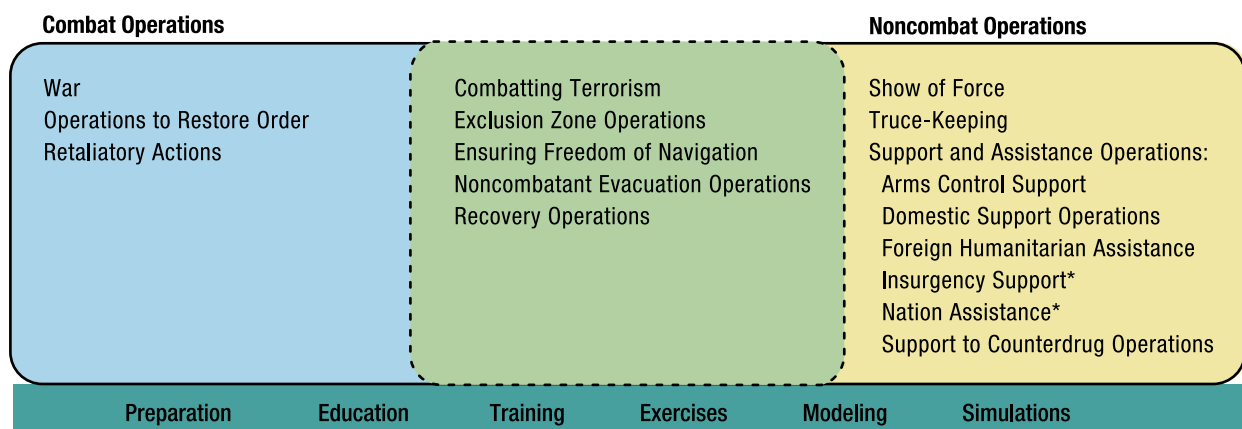 Combat Operations
Noncombat Operations
War
Operations to Restore Order
Retaliatory Actions
Combatting Terrorism
Exclusion Zone Operations
Ensuring Freedom of Navigation
Noncombatant Evacuation Operations
Recovery Operations
Show of Force
Truce-Keeping
Support and Assistance Operations:
Arms Control Support
Domestic Support Operations
Foreign Humanitarian Assistance
Insurgency Support*
Nation Assistance*
Support to Counterdrug Operations
Preparation Education Training Exercises Modeling Simulations